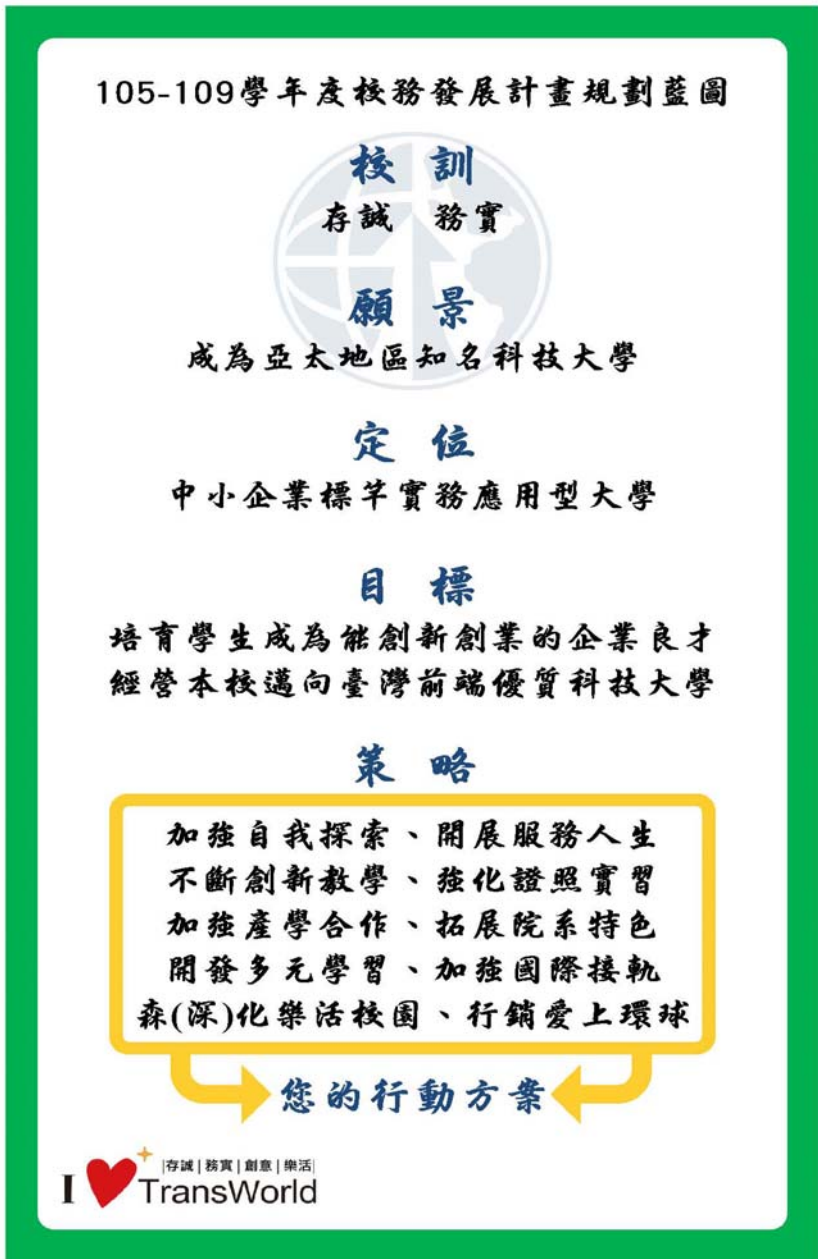 105-109學年度校務發展計畫規劃藍圖
校訓
存誠 務實
願景
成為亞太地區知名科技大學
定位
中小企業標竿實務應用型大學
目標
培育學生成為能創新創業的企業良才
經營本校邁向臺灣前端優質科技大學
策略
加強自我探索、開展服務人生
不斷創新教學、強化證照實習
加強產學合作、拓展院系特色
開發多元學習、加強國際接軌
森(深)化樂活校園、行銷愛上環球
您的行動方案
|存誠|務實|創意|樂活|
I TransWorld